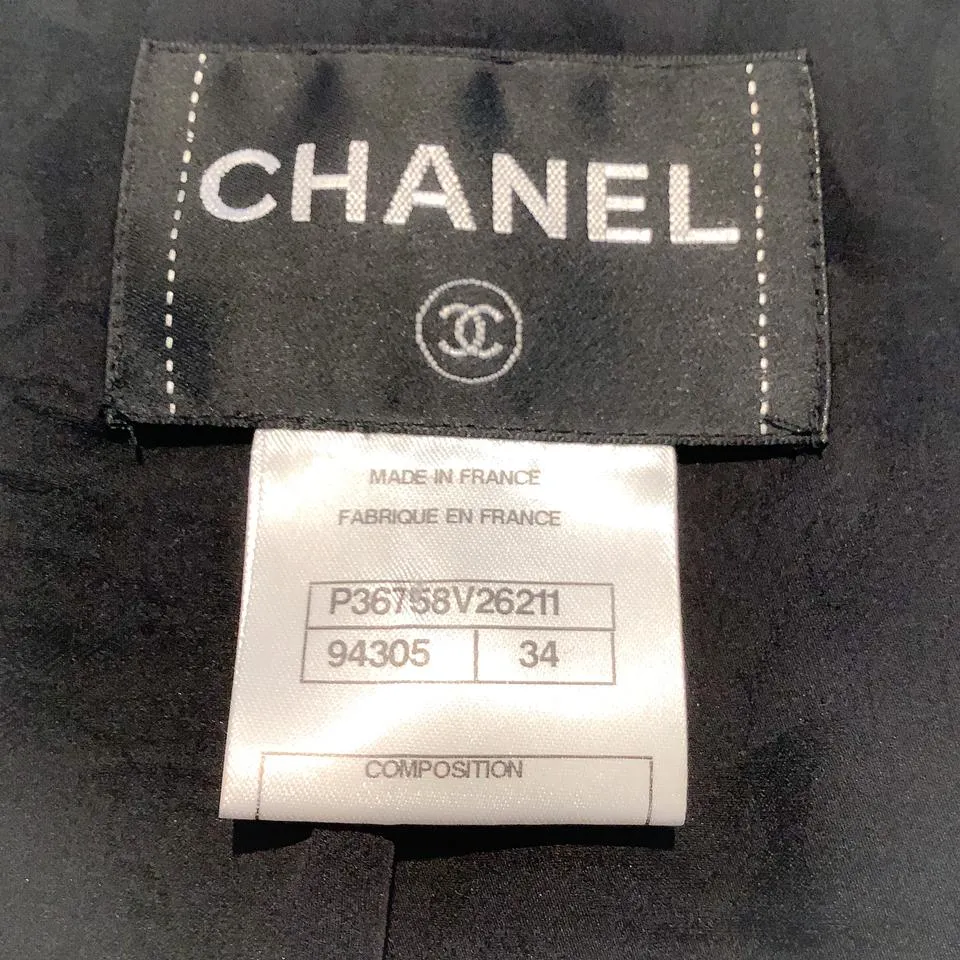 CHANEL
MADE IN FRANCE
FABRIQUE EN FRANCE
P36758V26211
94305 34
COMPOSITION